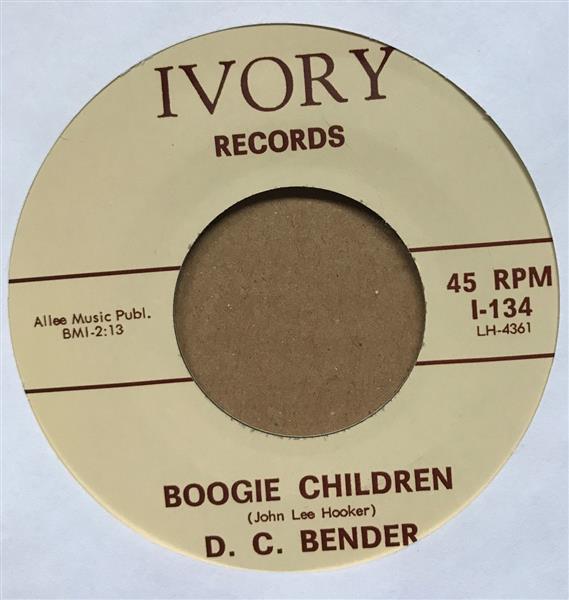 IVORY
RECORDS
Allee Music Publ.
BMI-2:13
45 RPM
I-134
LH-4361
BOOGIE CHILDREN
(John Lee Hooker)
D. C. BENDER